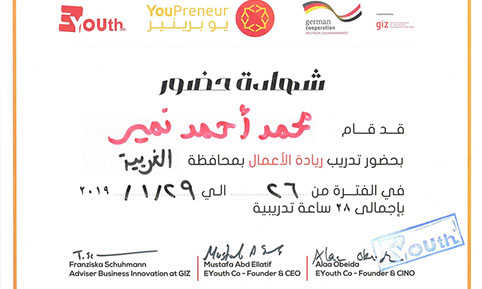 EYouth
YouPreneur
يو برينير
german
cooperation
DEUTSCHE ZUSAMMENARBEIT
giz
شهادة حضور
قد قام محمد أحمد نمير
بحضور تدريب ريادة الأعمال بمحافظة الغربية
في الفترة من ٢٦ الي ١١/٢٩/ ٢٠١٩
بإجمالي ٢٨ ساعة تدريبية
EYouth
Franziska Schuhmann
Adviser Business Innovation at GIZ
Mustafa Abd Ellatif
EYouth Co - Founder & CEO
Alaa Obeida
EYouth Co - Founder & CINO